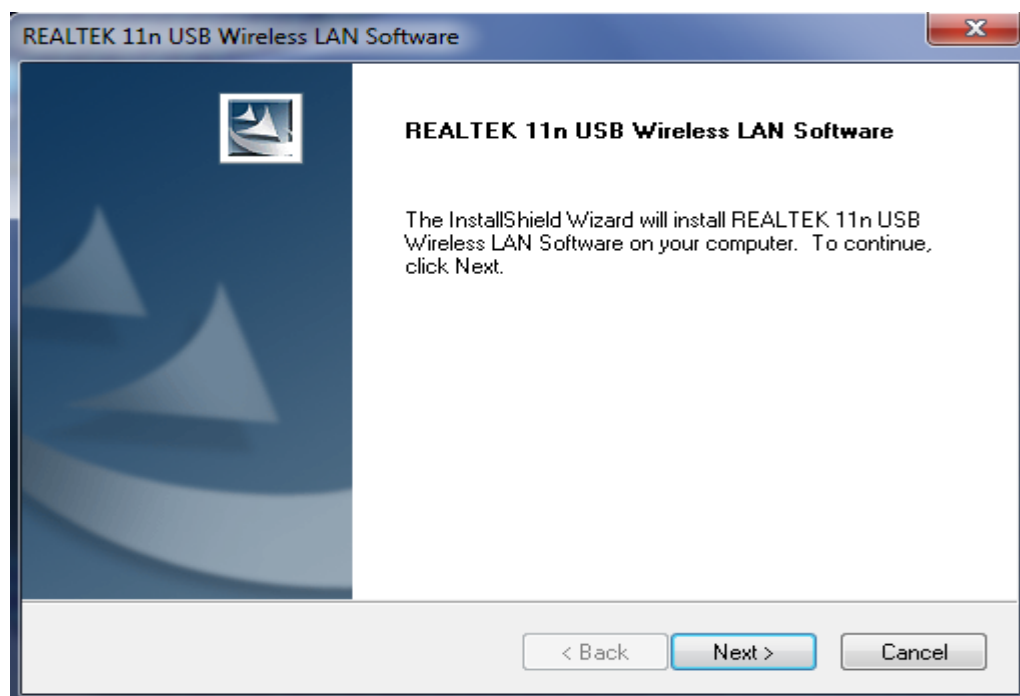 REALTEK 11n USB Wireless LAN Software
REALTEK 11n USB Wireless LAN Software
The InstallShield Wizard will install REALTEK 11n USB
Wireless LAN Software on your computer.  To continue,
click Next.
< Back
Next >
Cancel